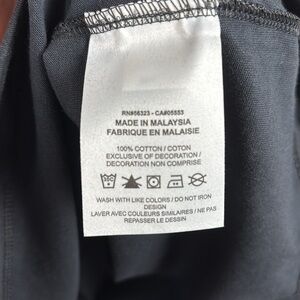 RN#56323 - CA#05553
MADE IN MALAYSIA
FABRIQUE EN MALAISIE
100% COTTON / COTON
EXCLUSIVE OF DECORATION /
DECORATION NON COMPRISE
WASH WITH LIKE COLORS / DO NOT IRON
DESIGN
LAVER AVEC COULEURS SIMILAIRES / NE PAS
REPASSER LE DESSIN